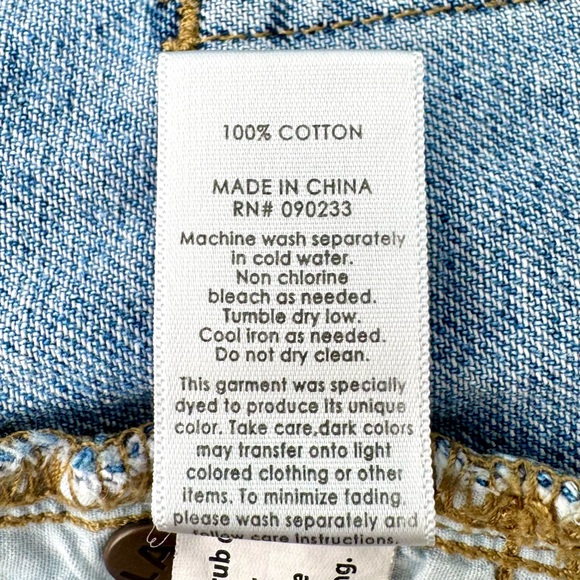 100% COTTON
MADE IN CHINA
RN# 090233
Machine wash separately
in cold water.
Non chlorine
bleach as needed.
Tumble dry low.
Cool iron as needed.
Do not dry clean.
This garment was specially
dyed to produce its unique
color. Take care,dark colors
may transfer onto light
colored clothing or other
items. To minimize fading,
please wash separately and
follow care instructions.